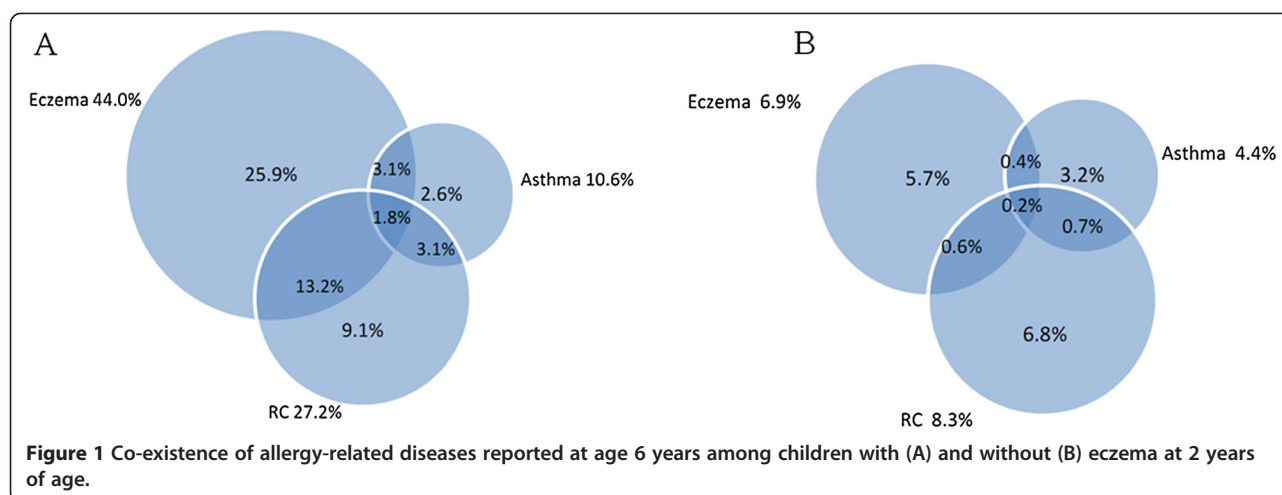 A
Eczema 44.0%
25.9%
3.1%
2.6%
Asthma 10.6%
1.8%
3.1%
13.2%
9.1%
RC 27.2%
B
Eczema 6.9%
5.7%
0.4%
3.2%
Asthma 4.4%
0.2%
0.7%
0.6%
6.8%
RC 8.3%
Figure 1 Co-existence of allergy-related diseases reported at age 6 years among children with (A) and without (B) eczema at 2 years
of age.